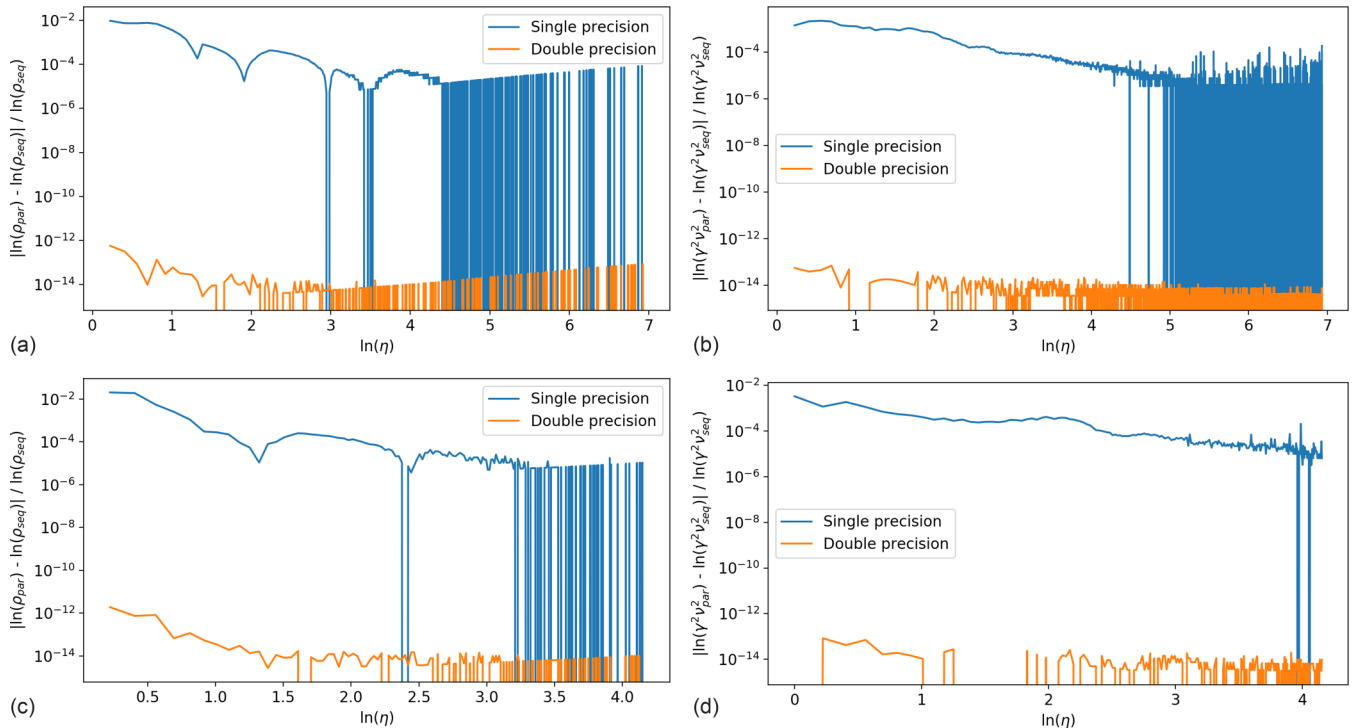 |ln(ρ_par) - ln(ρ_seq)| / ln(ρ_seq)
10⁻²
10⁻⁴
10⁻⁶
10⁻⁸
10⁻¹⁰
10⁻¹²
10⁻¹⁴
Single precision
Double precision
0 1 2 3 4 5 6 7
ln(η)
(a)
|ln(γ²ν²_par) - ln(γ²ν²_seq)| / ln(γ²ν²_seq)
10⁻⁴
10⁻⁶
10⁻⁸
10⁻¹⁰
10⁻¹²
10⁻¹⁴
Single precision
Double precision
0 1 2 3 4 5 6 7
ln(η)
(b)
|ln(ρ_par) - ln(ρ_seq)| / ln(ρ_seq)
10⁻²
10⁻⁴
10⁻⁶
10⁻⁸
10⁻¹⁰
10⁻¹²
10⁻¹⁴
Single precision
Double precision
0.5 1.0 1.5 2.0 2.5 3.0 3.5 4.0
ln(η)
(c)
|ln(γ²ν²_par) - ln(γ²ν²_seq)| / ln(γ²ν²_seq)
10⁻²
10⁻⁴
10⁻⁶
10⁻⁸
10⁻¹⁰
10⁻¹²
10⁻¹⁴
Single precision
Double precision
0 1 2 3 4
ln(η)
(d)